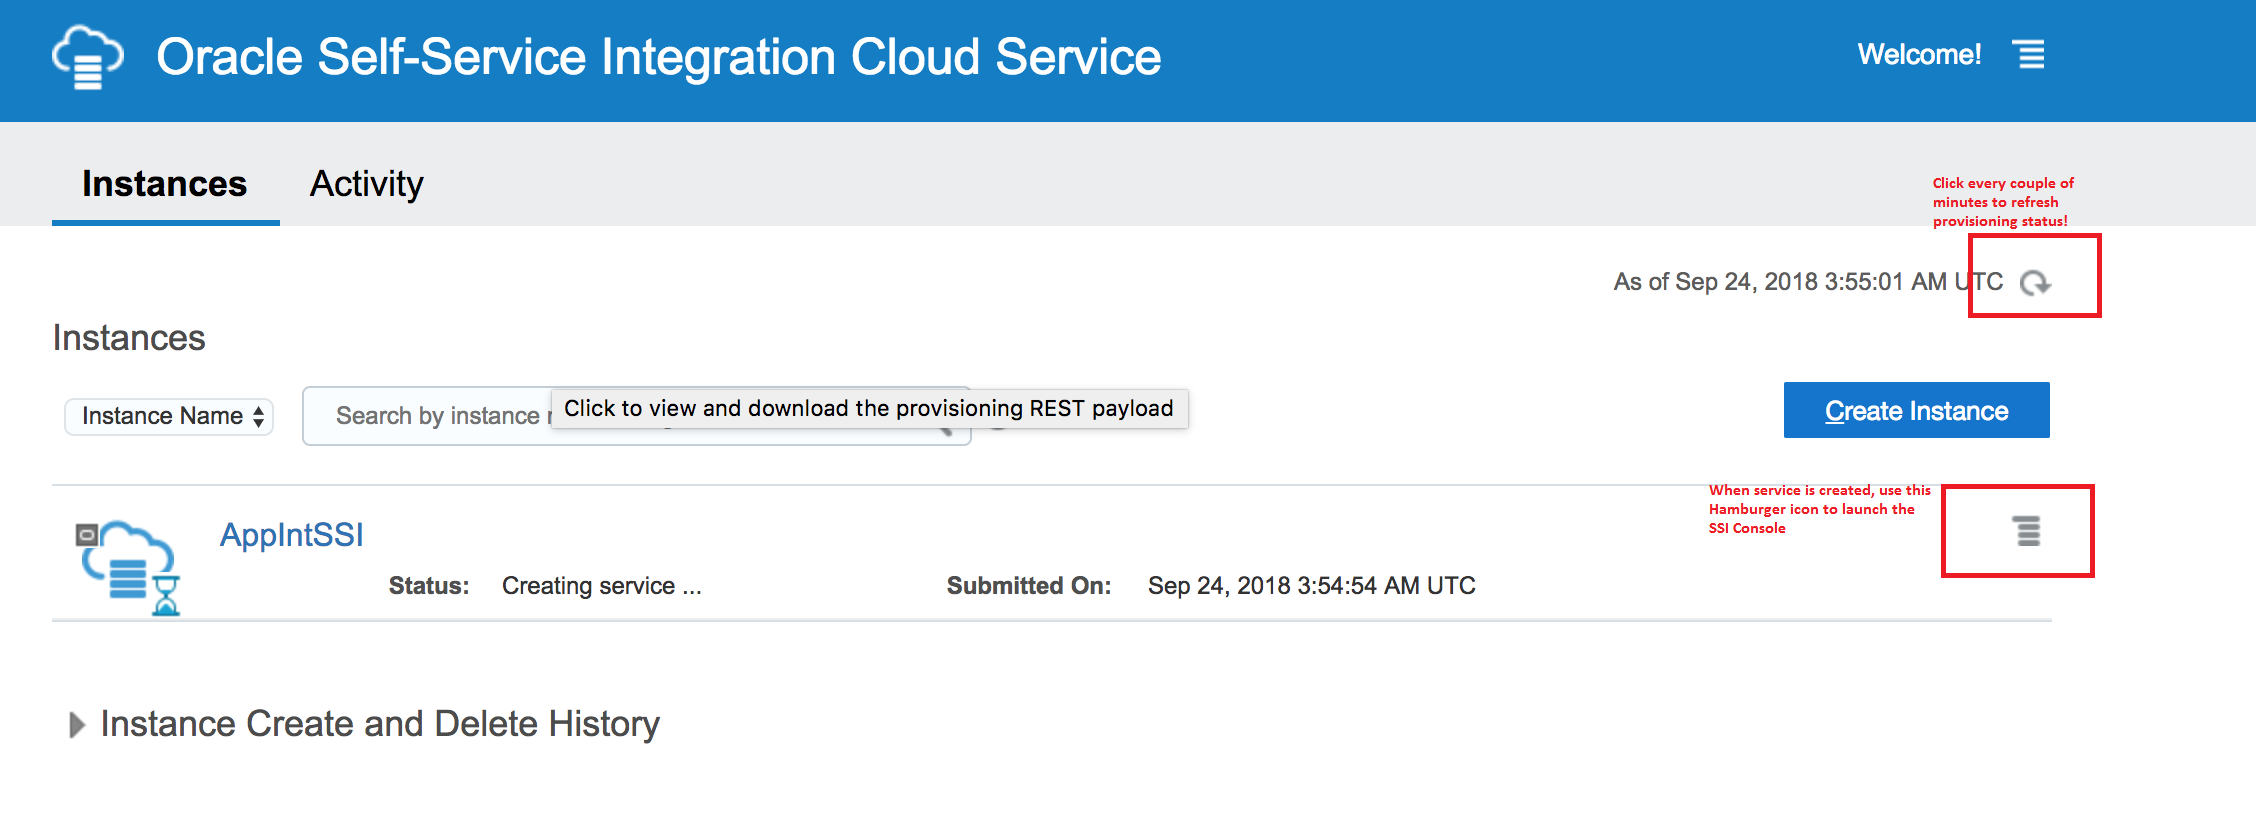 Oracle Self-Service Integration Cloud Service
Welcome!
Instances
Activity
Click every couple of
minutes to refresh
provisioning status!
As of Sep 24, 2018 3:55:01 AM UTC
Instances
Instance Name
Search by instance
Click to view and download the provisioning REST payload
Create Instance
When service is created, use this
Hamburger icon to launch the
SSI Console
AppIntSSI
Status: Creating service ...
Submitted On: Sep 24, 2018 3:54:54 AM UTC
Instance Create and Delete History